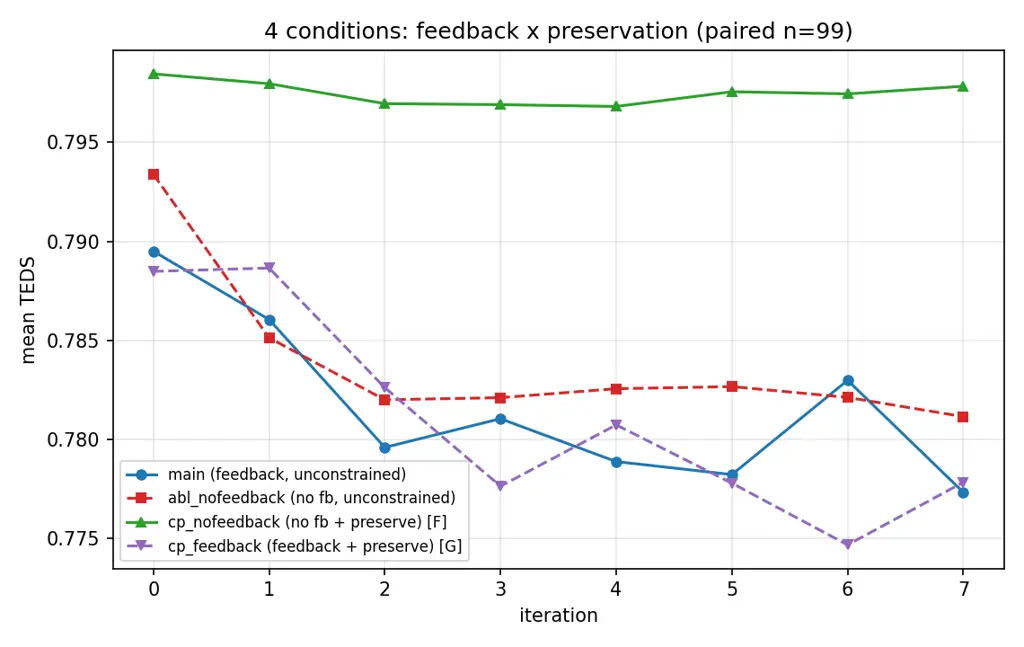 4 conditions: feedback x preservation (paired n=99)
mean TEDS
0.795
0.790
0.785
0.780
0.775
main (feedback, unconstrained)
abl_nofeedback (no fb, unconstrained)
cp_nofeedback (no fb + preserve) [F]
cp_feedback (feedback + preserve) [G]
0 1 2 3 4 5 6 7
iteration